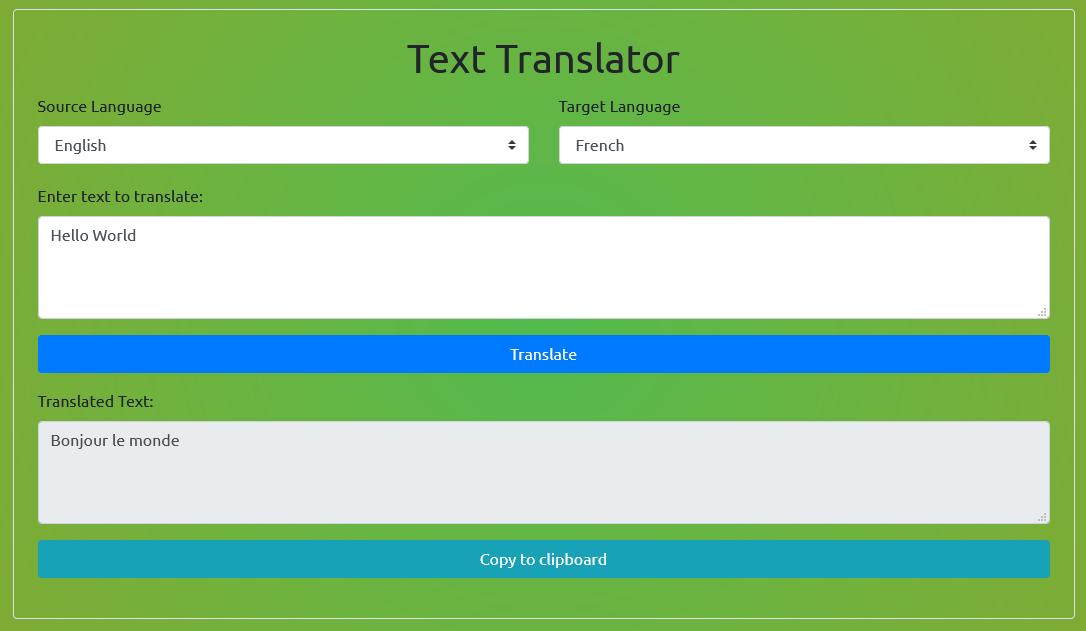 Text Translator
Source Language
Target Language
English
French
Enter text to translate:
Hello World
Translate
Translated Text:
Bonjour le monde
Copy to clipboard